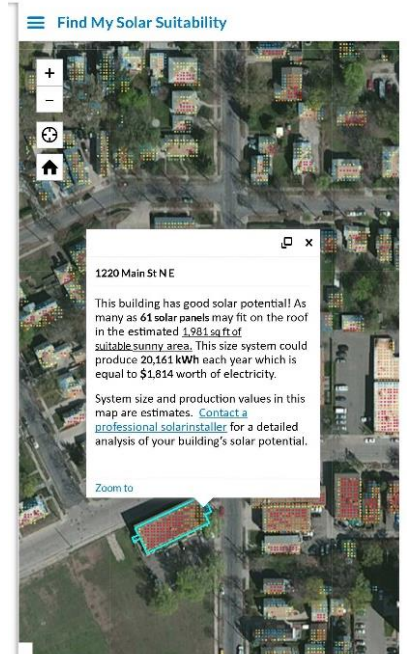 Find My Solar Suitability
+
−
1220 Main St N E
This building has good solar potential! As
many as 61 solar panels may fit on the roof
in the estimated 1,981 sq ft of
suitable sunny area. This size system could
produce 20,161 kWh each year which is
equal to $1,814 worth of electricity.
System size and production values in this
map are estimates. Contact a
professional solarinstaller for a detailed
analysis of your building's solar potential.
Zoom to